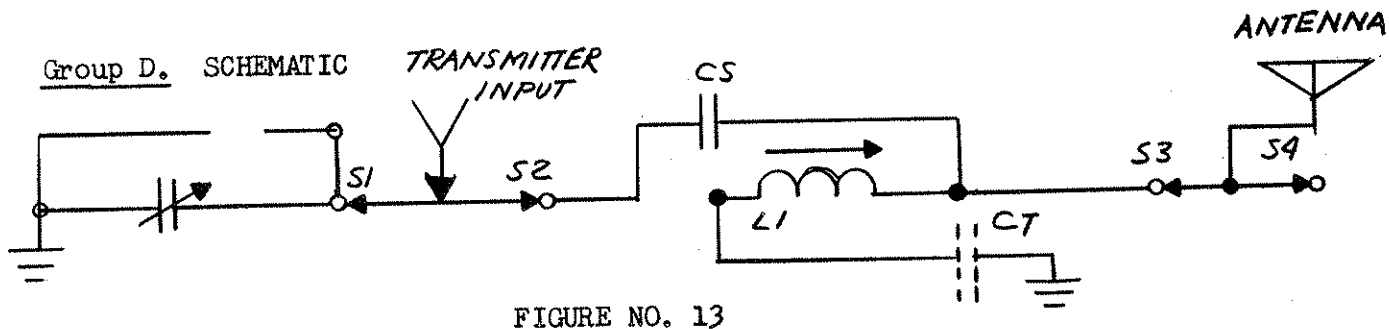 Group D. SCHEMATIC
TRANSMITTER
INPUT
ANTENNA
CS
S1
S2
L1
S3
S4
CT
FIGURE NO. 13